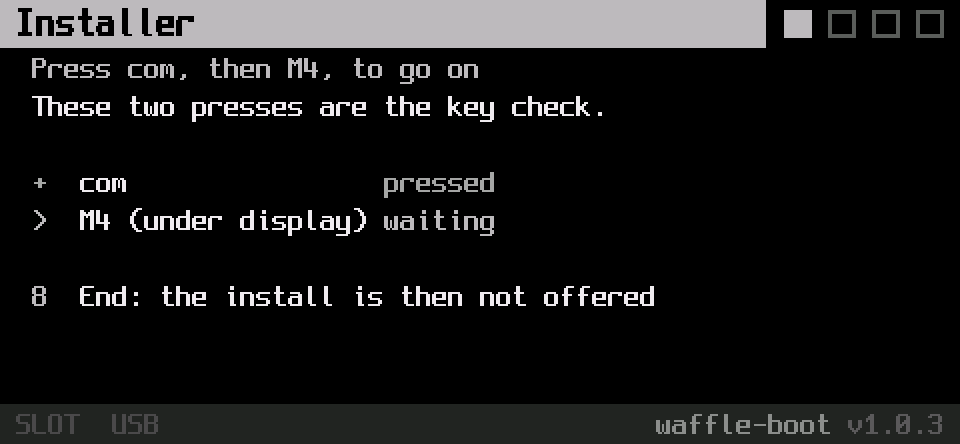 Installer
Press com, then M4, to go on
These two presses are the key check.
+ com pressed
> M4 (under display) waiting
8 End: the install is then not offered
SLOT USB waffle-boot v1.0.3